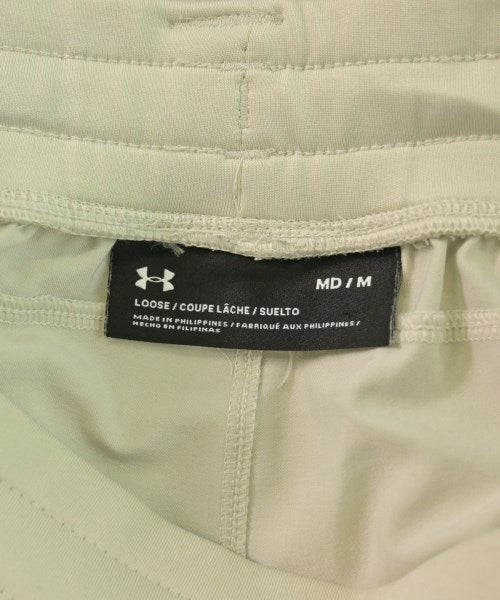 MD / M
LOOSE / COUPE LÂCHE / SUELTO
MADE IN PHILIPPINES / FABRIQUÉ AUX PHILIPPINES /
HECHO EN FILIPINAS